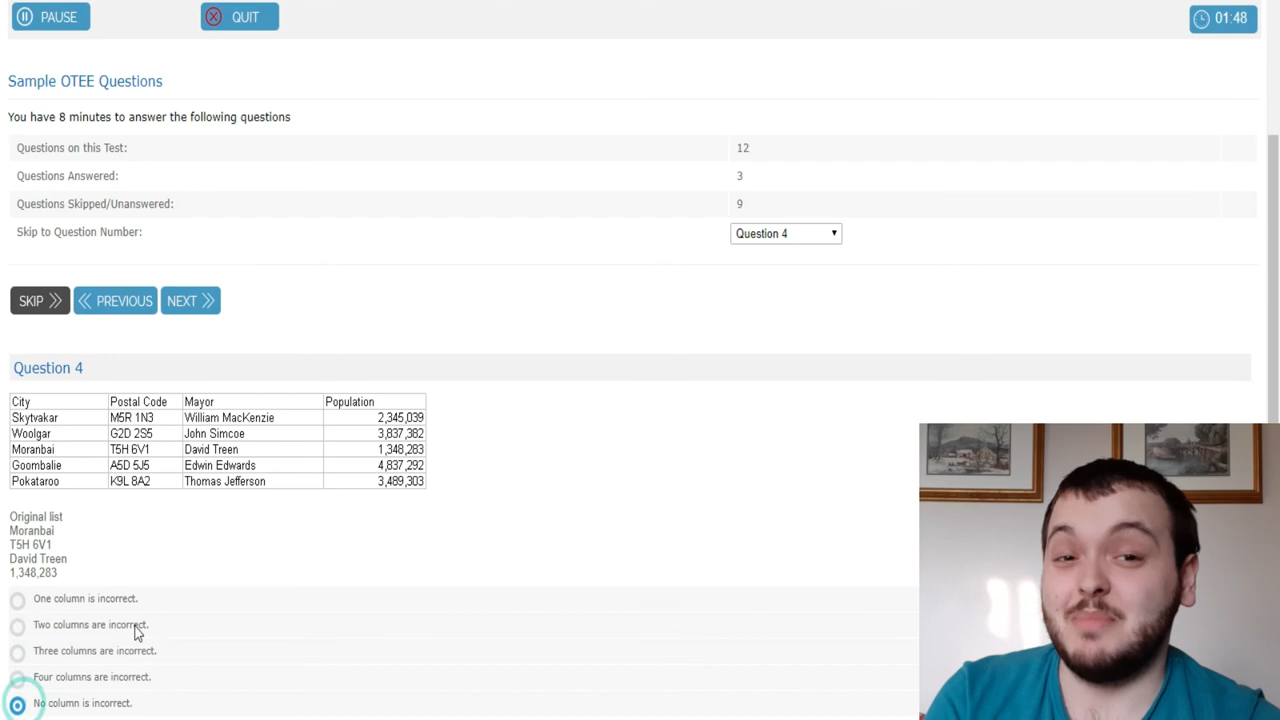 PAUSE QUIT 01:48
Sample OTEE Questions
You have 8 minutes to answer the following questions
Questions on this Test: 12
Questions Answered: 3
Questions Skipped/Unanswered: 9
Skip to Question Number: Question 4
SKIP PREVIOUS NEXT
Question 4
City Postal Code Mayor Population
Skytvakar M5R 1N3 William MacKenzie 2,345,039
Woolgar G2D 2S5 John Simcoe 3,837,382
Moranbai T5H 6V1 David Treen 1,348,283
Goombalie A5D 5J5 Edwin Edwards 4,837,292
Pokataroo K9L 8A2 Thomas Jefferson 3,489,303
Original list
Moranbai
T5H 6V1
David Treen
1,348,283
One column is incorrect.
Two columns are incorrect.
Three columns are incorrect.
Four columns are incorrect.
No column is incorrect.